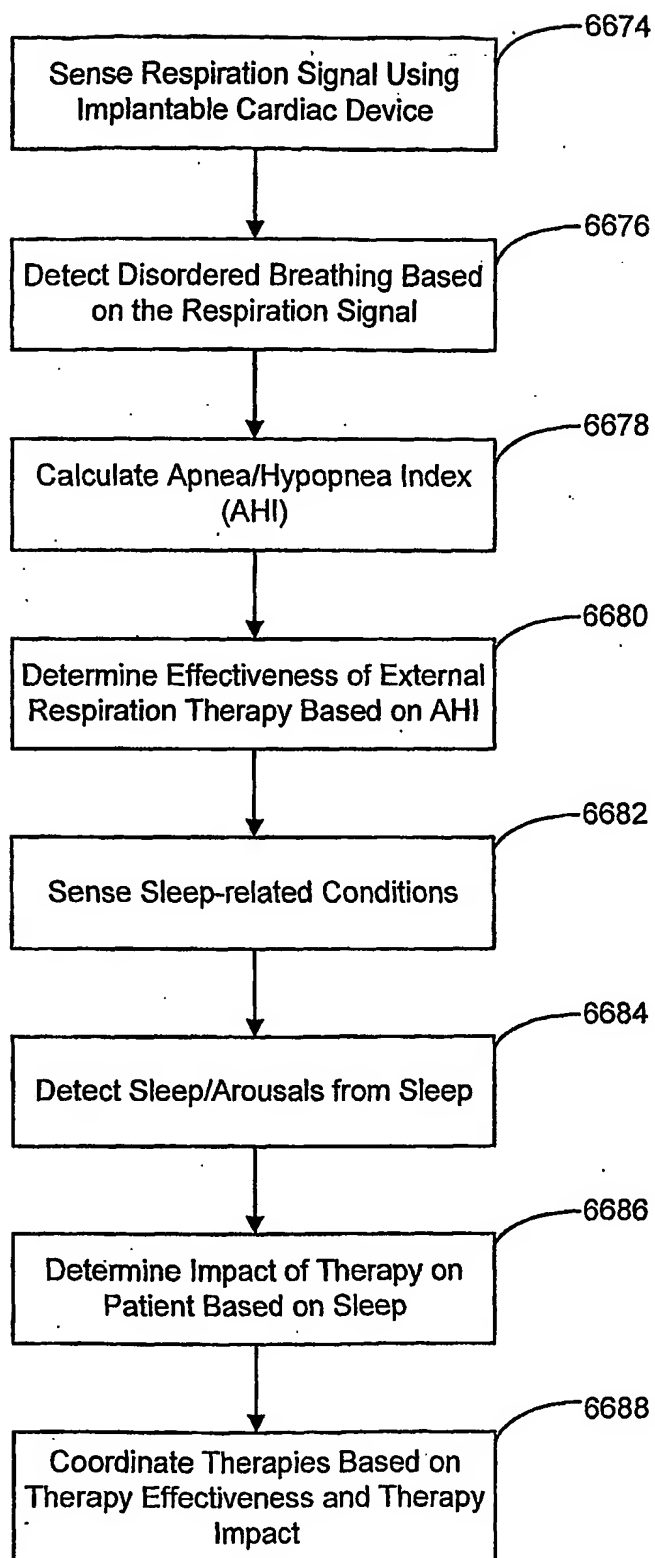 6674
Sense Respiration Signal Using
Implantable Cardiac Device
6676
Detect Disordered Breathing Based
on the Respiration Signal
6678
Calculate Apnea/Hypopnea Index
(AHI)
6680
Determine Effectiveness of External
Respiration Therapy Based on AHI
6682
Sense Sleep-related Conditions
6684
Detect Sleep/Arousals from Sleep
6686
Determine Impact of Therapy on
Patient Based on Sleep
6688
Coordinate Therapies Based on
Therapy Effectiveness and Therapy
Impact